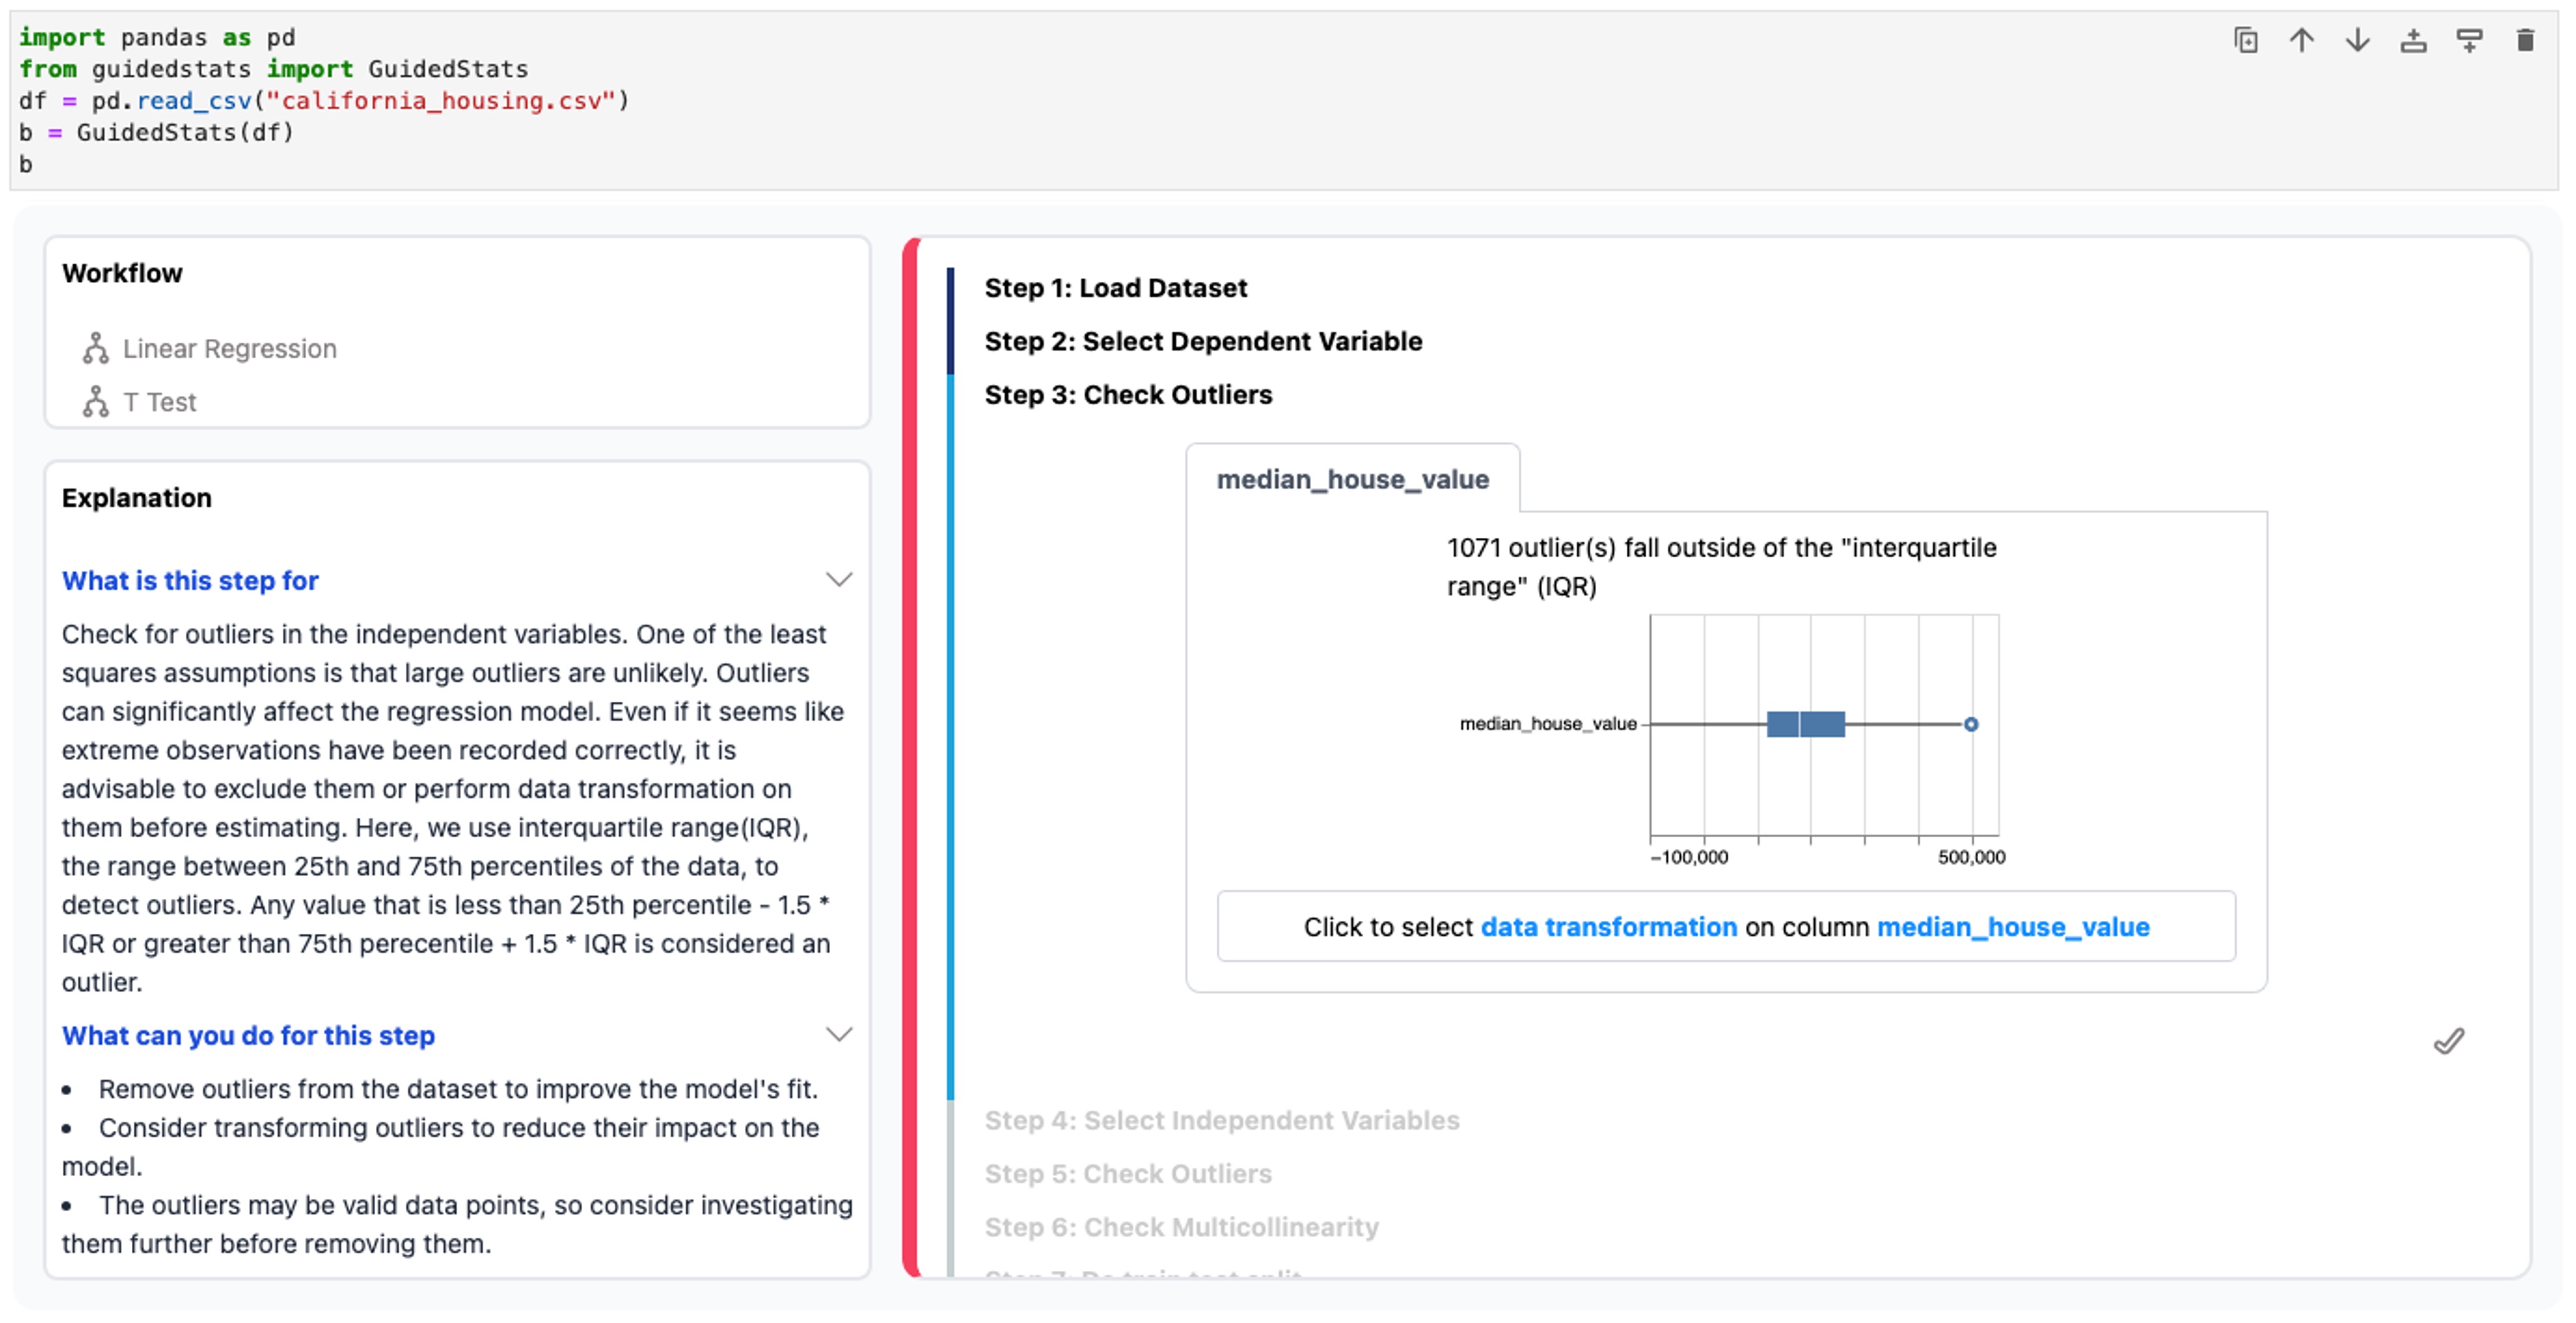 import pandas as pd
from guidedstats import GuidedStats
df = pd.read_csv("california_housing.csv")
b = GuidedStats(df)
b
Workflow
Linear Regression
T Test
Explanation
What is this step for
Check for outliers in the independent variables. One of the least
squares assumptions is that large outliers are unlikely. Outliers
can significantly affect the regression model. Even if it seems like
extreme observations have been recorded correctly, it is
advisable to exclude them or perform data transformation on
them before estimating. Here, we use interquartile range(IQR),
the range between 25th and 75th percentiles of the data, to
detect outliers. Any value that is less than 25th percentile - 1.5 *
IQR or greater than 75th perecentile + 1.5 * IQR is considered an
outlier.
What can you do for this step
• Remove outliers from the dataset to improve the model's fit.
• Consider transforming outliers to reduce their impact on the
model.
• The outliers may be valid data points, so consider investigating
them further before removing them.
Step 1: Load Dataset
Step 2: Select Dependent Variable
Step 3: Check Outliers
median_house_value
1071 outlier(s) fall outside of the "interquartile
range" (IQR)
median_house_value
−100,000 500,000
Click to select data transformation on column median_house_value
Step 4: Select Independent Variables
Step 5: Check Outliers
Step 6: Check Multicollinearity
Step 7: Do train test split